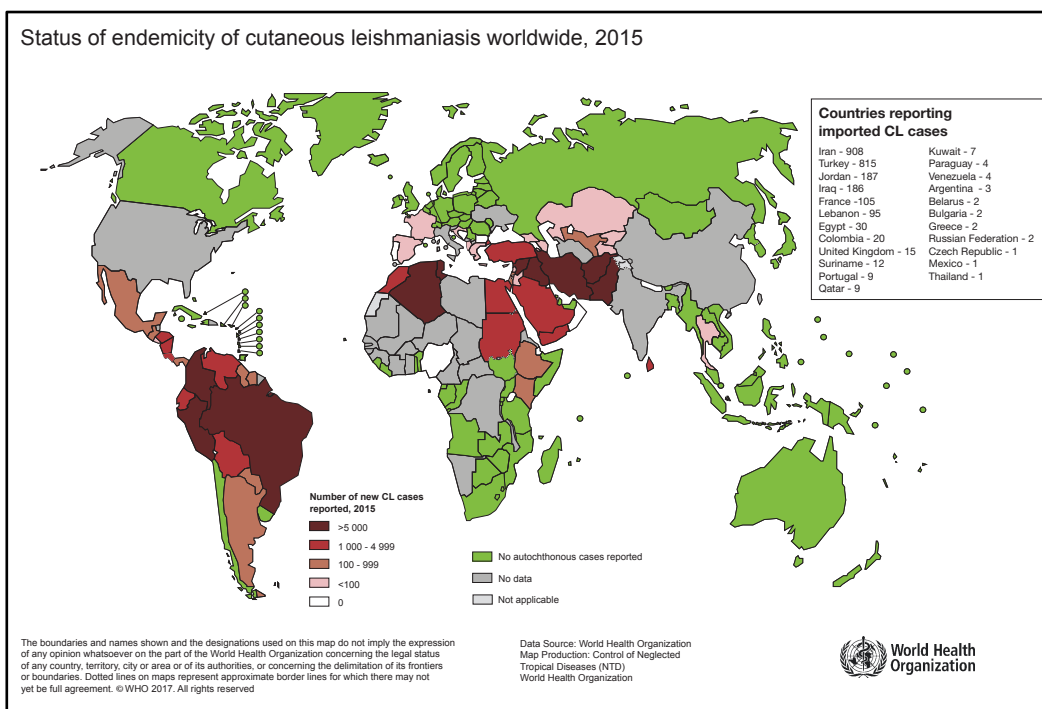 Status of endemicity of cutaneous leishmaniasis worldwide, 2015
Countries reporting
imported CL cases
Iran - 908
Turkey - 815
Jordan - 187
Iraq - 186
France -105
Lebanon - 95
Egypt - 30
Colombia - 20
United Kingdom - 15
Suriname - 12
Portugal - 9
Qatar - 9
Kuwait - 7
Paraguay - 4
Venezuela - 4
Argentina - 3
Belarus - 2
Bulgaria - 2
Greece - 2
Russian Federation - 2
Czech Republic - 1
Mexico - 1
Thailand - 1
Number of new CL cases
reported, 2015
>5 000
1 000 - 4 999
100 - 999
<100
0
No autochthonous cases reported
No data
Not applicable
The boundaries and names shown and the designations used on this map do not imply the expression
of any opinion whatsoever on the part of the World Health Organization concerning the legal status
of any country, territory, city or area or of its authorities, or concerning the delimitation of its frontiers
or boundaries. Dotted lines on maps represent approximate border lines for which there may not
yet be full agreement. © WHO 2017. All rights reserved
Data Source: World Health Organization
Map Production: Control of Neglected
Tropical Diseases (NTD)
World Health Organization
World Health
Organization